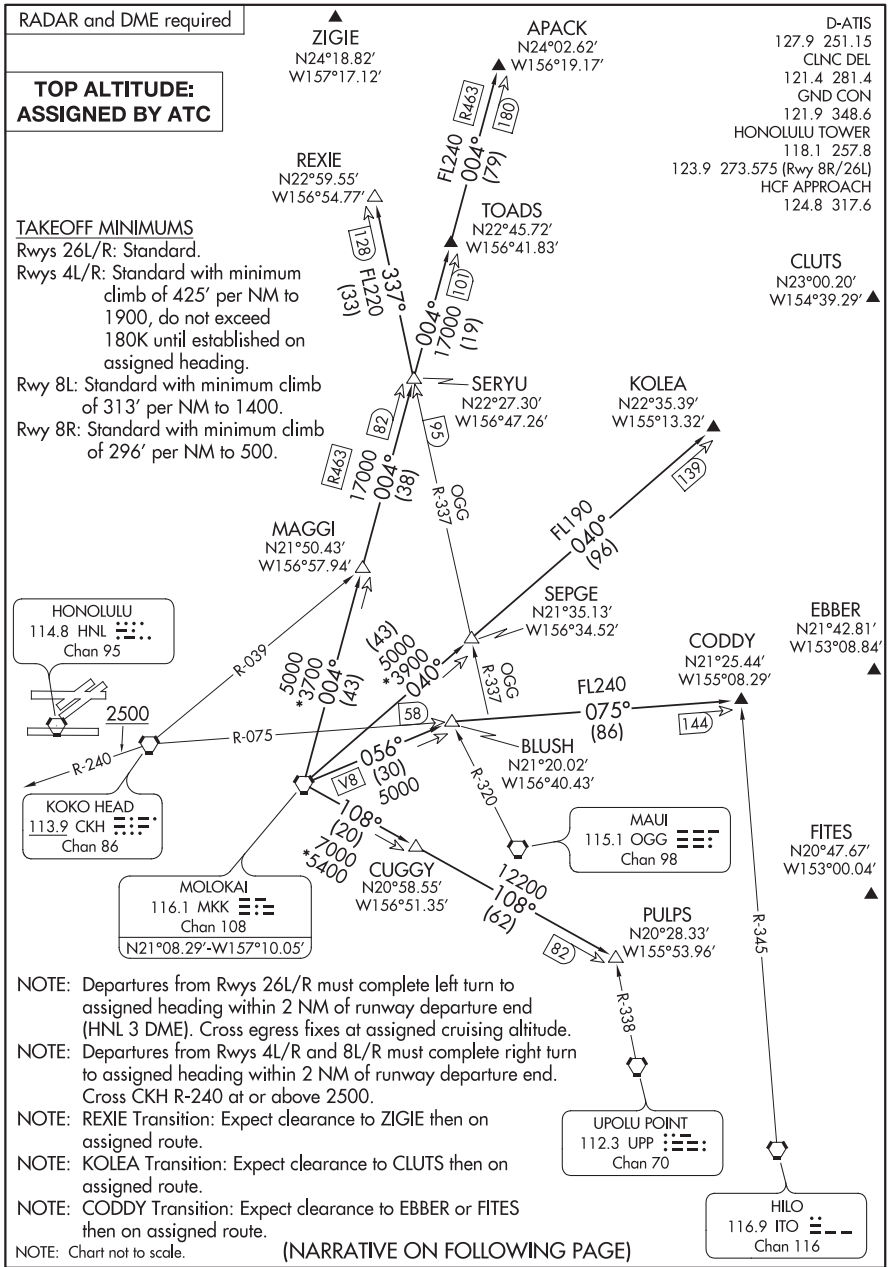 RADAR and DME required
TOP ALTITUDE:
ASSIGNED BY ATC
ZIGIE
N24°18.82′
W157°17.12′
APACK
N24°02.62′
W156°19.17′
D-ATIS
127.9 251.15
CLNC DEL
121.4 281.4
GND CON
121.9 348.6
HONOLULU TOWER
118.1 257.8
123.9 273.575 (Rwy 8R/26L)
HCF APPROACH
124.8 317.6
R463
180
FL240
004°
(79)
REXIE
N22°59.55′
W156°54.77′
TOADS
N22°45.72′
W156°41.83′
CLUTS
N23°00.20′
W154°39.29′
TAKEOFF MINIMUMS
Rwys 26L/R: Standard.
Rwys 4L/R: Standard with minimum
climb of 425′ per NM to
1900, do not exceed
180K until established on
assigned heading.
Rwy 8L: Standard with minimum climb
of 313′ per NM to 1400.
Rwy 8R: Standard with minimum climb
of 296′ per NM to 500.
128
337°
FL220
(33)
101
004°
17000
(19)
SERYU
N22°27.30′
W156°47.26′
KOLEA
N22°35.39′
W155°13.32′
82
R463
17000
004°
(38)
95
OGG
R-337
139
FL190
040°
(96)
MAGGI
N21°50.43′
W156°57.94′
SEPGE
N21°35.13′
W156°34.52′
EBBER
N21°42.81′
W153°08.84′
CODDY
N21°25.44′
W155°08.29′
HONOLULU
114.8 HNL
Chan 95
R-039
5000
*3700
004°
(43)
(43)
5000
*3900
040°
OGG
R-337
FL240
075°
(86)
144
2500
R-240
R-075
58
BLUSH
N21°20.02′
W156°40.43′
V8
056°
(30)
5000
KOKO HEAD
113.9 CKH
Chan 86
R-320
MAUI
115.1 OGG
Chan 98
FITES
N20°47.67′
W153°00.04′
108°
(20)
7000
*5400
CUGGY
N20°58.55′
W156°51.35′
MOLOKAI
116.1 MKK
Chan 108
N21°08.29′-W157°10.05′
12200
108°
(62)
82
PULPS
N20°28.33′
W155°53.96′
R-345
R-338
NOTE: Departures from Rwys 26L/R must complete left turn to
assigned heading within 2 NM of runway departure end
(HNL 3 DME). Cross egress fixes at assigned cruising altitude.
NOTE: Departures from Rwys 4L/R and 8L/R must complete right turn
to assigned heading within 2 NM of runway departure end.
Cross CKH R-240 at or above 2500.
NOTE: REXIE Transition: Expect clearance to ZIGIE then on
assigned route.
NOTE: KOLEA Transition: Expect clearance to CLUTS then on
assigned route.
NOTE: CODDY Transition: Expect clearance to EBBER or FITES
then on assigned route.
UPOLU POINT
112.3 UPP
Chan 70
HILO
116.9 ITO
Chan 116
NOTE: Chart not to scale.
(NARRATIVE ON FOLLOWING PAGE)